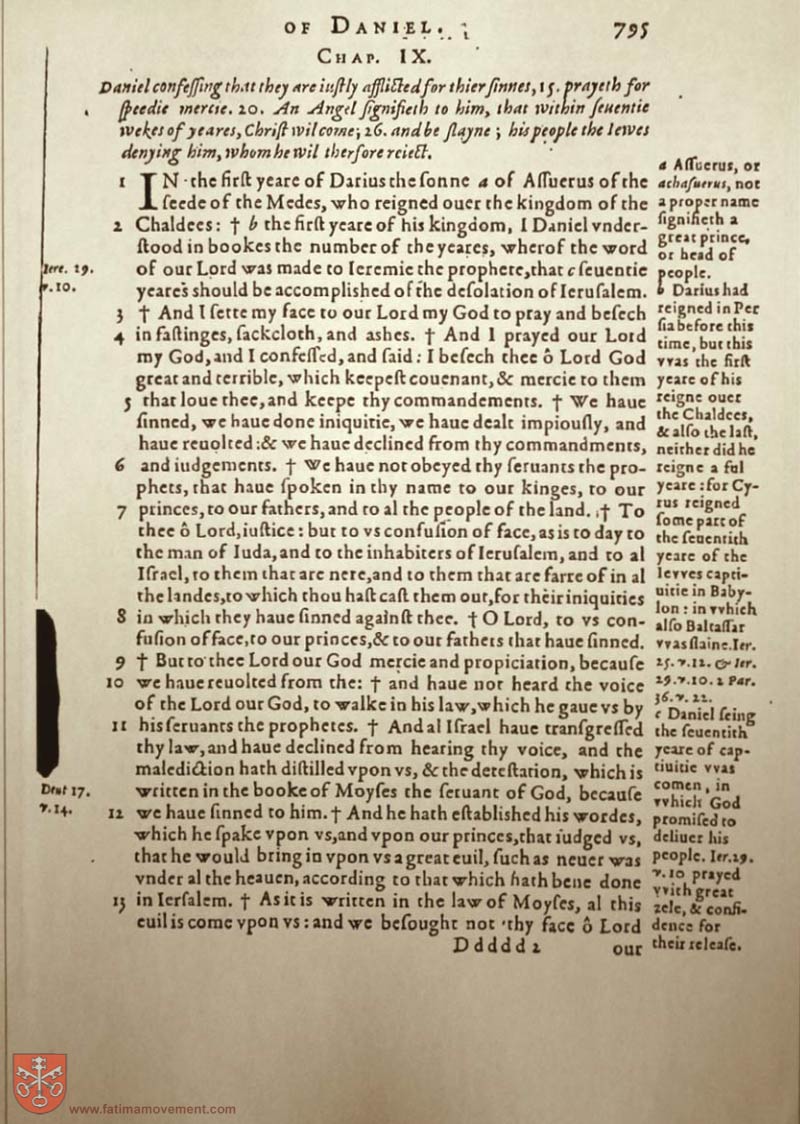 OF DANIEL. 795
CHAP. IX.
Daniel confeſſing that they are iuſtly afflicted for thier ſinnes, 15. prayeth for
ſpeedie mercie. 20. An Angel ſignifieth to him, that within ſeuentie
wekes of yeares, Chriſt wil come; 26. and be ſlayne; his people the Iewes
denying him, whom he wil therfore reiect.
1 IN the firſt yeare of Darius the ſonne a of Aſſuerus of the
ſeede of the Medes, who reigned ouer the kingdom of the
2 Chaldees: † b the firſt yeare of his kingdom, I Daniel vnder-
ſtood in bookes the number of the yeares, wherof the word
of our Lord was made to Ieremie the prophete, that c ſeuentie
yeares should be accomplished of the deſolation of Ieruſalem.
3 † And I ſette my face to our Lord my God to pray and beſech
4 in faſtinges, ſackcloth, and ashes. † And I prayed our Lord
my God, and I confeſſed, and ſaid: I beſech thee ô Lord God
great and terrible, which keepeſt couenant, & mercie to them
5 that loue thee, and keepe thy commandements. † We haue
ſinned, we haue done iniquitie, we haue dealt impiouſly, and
haue reuolted: & we haue declined from thy commandments,
6 and iudgements. † We haue not obeyed thy ſeruants the pro-
phets, that haue ſpoken in thy name to our kinges, to our
7 princes, to our fathers, and to al the people of the land. † To
thee ô Lord, iuſtice: but to vs confuſion of face, as is to day to
the man of Iuda, and to the inhabiters of Ieruſalem, and to al
Iſrael, to them that are nere, and to them that are farre of in al
the landes, to which thou haſt caſt them out, for their iniquities
8 in which they haue ſinned againſt thee. † O Lord, to vs con-
fuſion of face, to our princes, & to our fathers that haue ſinned.
9 † But to thee Lord our God mercie and propiciation, becauſe
10 we haue reuolted from the: † and haue not heard the voice
of the Lord our God, to walke in his law, which he gaue vs by
11 his ſeruants the prophetes. † And al Iſrael haue tranſgreſſed
thy law, and haue declined from hearing thy voice, and the
malediction hath diſtilled vpon vs, & the deteſtation, which is
written in the booke of Moyſes the ſeruant of God, becauſe
12 we haue ſinned to him. † And he hath eſtablished his wordes,
which he ſpake vpon vs, and vpon our princes, that iudged vs,
that he would bring in vpon vs a great euil, ſuch as neuer was
vnder al the heauen, according to that which hath bene done
13 in Ierſalem. † As it is written in the law of Moyſes, al this
euil is come vpon vs: and we beſought not thy face ô Lord
Ddddd 2 our
Iere. 29.
v. 10.
Deut 17.
v. 14.
a Aſſuerus, or
achaſuerus, not
a proper name
ſignifieth a
great prince,
or head of
people.
b Darius had
reigned in Per
ſia before this
time, but this
vvas the firſt
yeare of his
reigne ouer
the Chaldees,
& alſo the laſt,
neither did he
reigne a ful
yeare: for Cy-
rus reigned
ſome part of
the ſeuentith
yeare of the
Ievves capti-
uitie in Baby-
lon: in vvhich
alſo Baltaſſar
vvas ſlaine. Ier.
25. v. 12. & Ier.
29. v. 10. 2 Par.
36. v. 22.
c Daniel ſeing
the ſeuentith
yeare of cap-
tiuitie vvas
comen, in
vvhich God
promiſed to
deliuer his
people. Ier. 29.
v. 10 prayed
vvith great
zele, & confi-
dence for
their releaſe.
www.fatimamovement.com